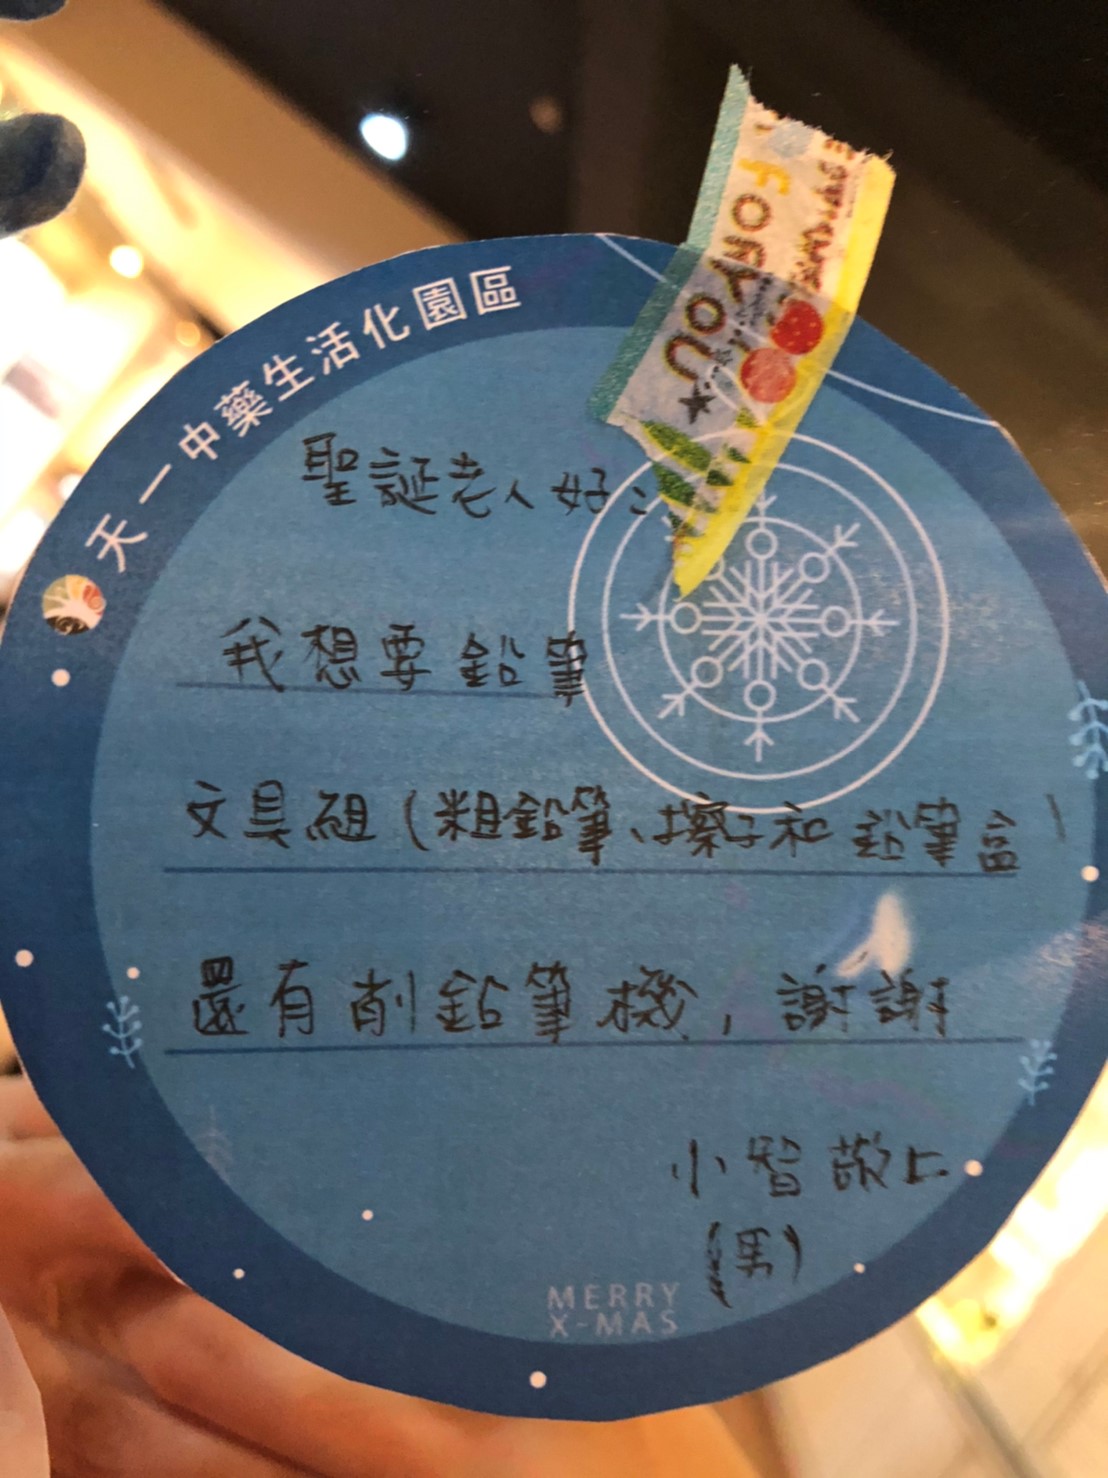 天一中藥生活化園區
FOR YOU
聖誕老人好:
我想要鉛筆
文具組(粗鉛筆、擦子和鉛筆盒)
還有削鉛筆機,謝謝
小智敬上
(男)
MERRY
X-MAS